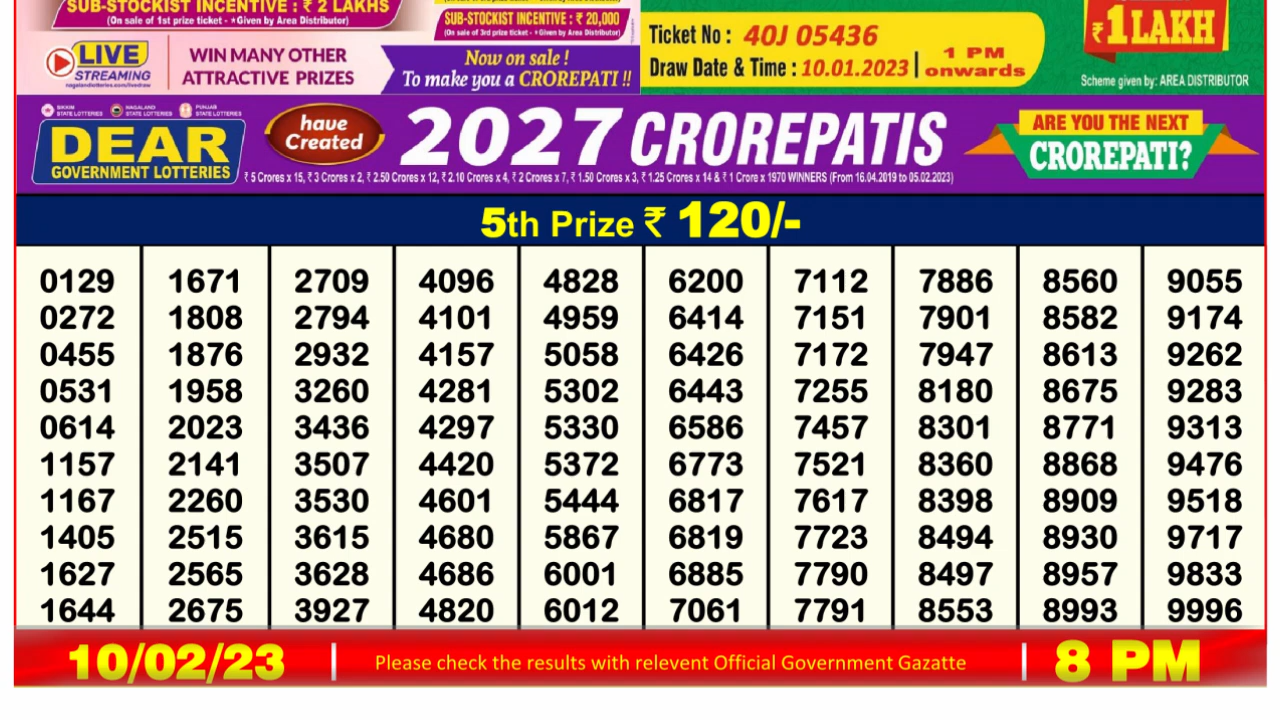 SUB-STOCKIST INCENTIVE : ₹ 2 LAKHS
(On sale of 1st prize ticket - *Given by Area Distributor)
SUB-STOCKIST INCENTIVE : ₹ 20,000
(On sale of 3rd prize ticket - *Given by Area Distributor)
LIVE
STREAMING
nagalandlotteries.com/livedraw
WIN MANY OTHER
ATTRACTIVE PRIZES
Now on sale !
To make you a CROREPATI !!
Ticket No : 40J 05436
Draw Date & Time : 10.01.2023 | 1 PM onwards
₹1 LAKH
Scheme given by: AREA DISTRIBUTOR
SIKKIM STATE LOTTERIES
NAGALAND STATE LOTTERIES
PUNJAB STATE LOTTERIES
DEAR
GOVERNMENT LOTTERIES
have
Created
2027 CROREPATIS
₹ 5 Crores x 15, ₹ 3 Crores x 2, ₹ 2.50 Crores x 12, ₹ 2.10 Crores x 4, ₹ 2 Crores x 7, ₹ 1.50 Crores x 3, ₹ 1.25 Crores x 14 & ₹ 1 Crore x 1970 WINNERS (From 16.04.2019 to 05.02.2023)
ARE YOU THE NEXT
CROREPATI?
5th Prize ₹ 120/-
0129 1671 2709 4096 4828 6200 7112 7886 8560 9055
0272 1808 2794 4101 4959 6414 7151 7901 8582 9174
0455 1876 2932 4157 5058 6426 7172 7947 8613 9262
0531 1958 3260 4281 5302 6443 7255 8180 8675 9283
0614 2023 3436 4297 5330 6586 7457 8301 8771 9313
1157 2141 3507 4420 5372 6773 7521 8360 8868 9476
1167 2260 3530 4601 5444 6817 7617 8398 8909 9518
1405 2515 3615 4680 5867 6819 7723 8494 8930 9717
1627 2565 3628 4686 6001 6885 7790 8497 8957 9833
1644 2675 3927 4820 6012 7061 7791 8553 8993 9996
10/02/23 | Please check the results with relevent Official Government Gazatte | 8 PM